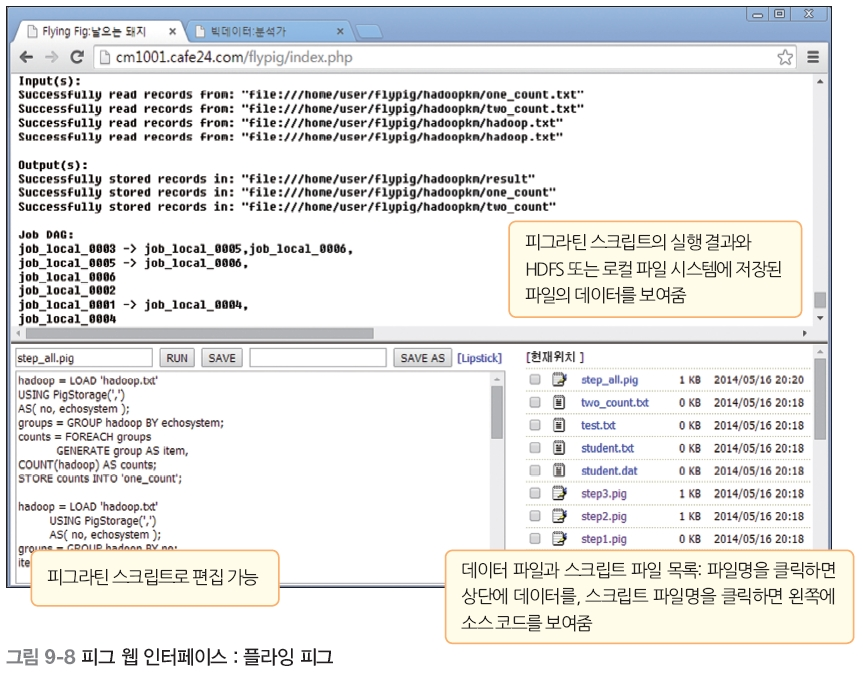 Flying Fig:날으는 돼지
빅데이터:분석가
cm1001.cafe24.com/flypig/index.php
Input(s):
Successfully read records from: "file:///home/user/flypig/hadoopkm/one_count.txt"
Successfully read records from: "file:///home/user/flypig/hadoopkm/two_count.txt"
Successfully read records from: "file:///home/user/flypig/hadoopkm/hadoop.txt"
Successfully read records from: "file:///home/user/flypig/hadoopkm/hadoop.txt"
Output(s):
Successfully stored records in: "file:///home/user/flypig/hadoopkm/result"
Successfully stored records in: "file:///home/user/flypig/hadoopkm/one_count"
Successfully stored records in: "file:///home/user/flypig/hadoopkm/two_count"
Job DAG:
job_local_0003 -> job_local_0005,job_local_0006,
job_local_0005 -> job_local_0006,
job_local_0006
job_local_0002
job_local_0001 -> job_local_0004,
job_local_0004
피그라틴 스크립트의 실행 결과와
HDFS 또는 로컬 파일 시스템에 저장된
파일의 데이터를 보여줌
step_all.pig RUN SAVE SAVE AS [Lipstick]
hadoop = LOAD 'hadoop.txt'
USING PigStorage(',')
AS( no, echosystem );
groups = GROUP hadoop BY echosystem;
counts = FOREACH groups
GENERATE group AS item,
COUNT(hadoop) AS counts;
STORE counts INTO 'one_count';
hadoop = LOAD 'hadoop.txt'
USING PigStorage(',')
AS( no, echosystem );
groups = GROUP hadoop BY no;
피그라틴 스크립트로 편집 가능
[현재위치 ]
step_all.pig 1 KB 2014/05/16 20:20
two_count.txt 0 KB 2014/05/16 20:18
test.txt 0 KB 2014/05/16 20:18
student.txt 0 KB 2014/05/16 20:18
student.dat 0 KB 2014/05/16 20:18
step3.pig 1 KB 2014/05/16 20:18
step2.pig 1 KB 2014/05/16 20:18
step1.pig 1 KB 2014/05/16 20:18
데이터 파일과 스크립트 파일 목록: 파일명을 클릭하면
상단에 데이터를, 스크립트 파일명을 클릭하면 왼쪽에
소스 코드를 보여줌
그림 9-8 피그 웹 인터페이스 : 플라잉 피그